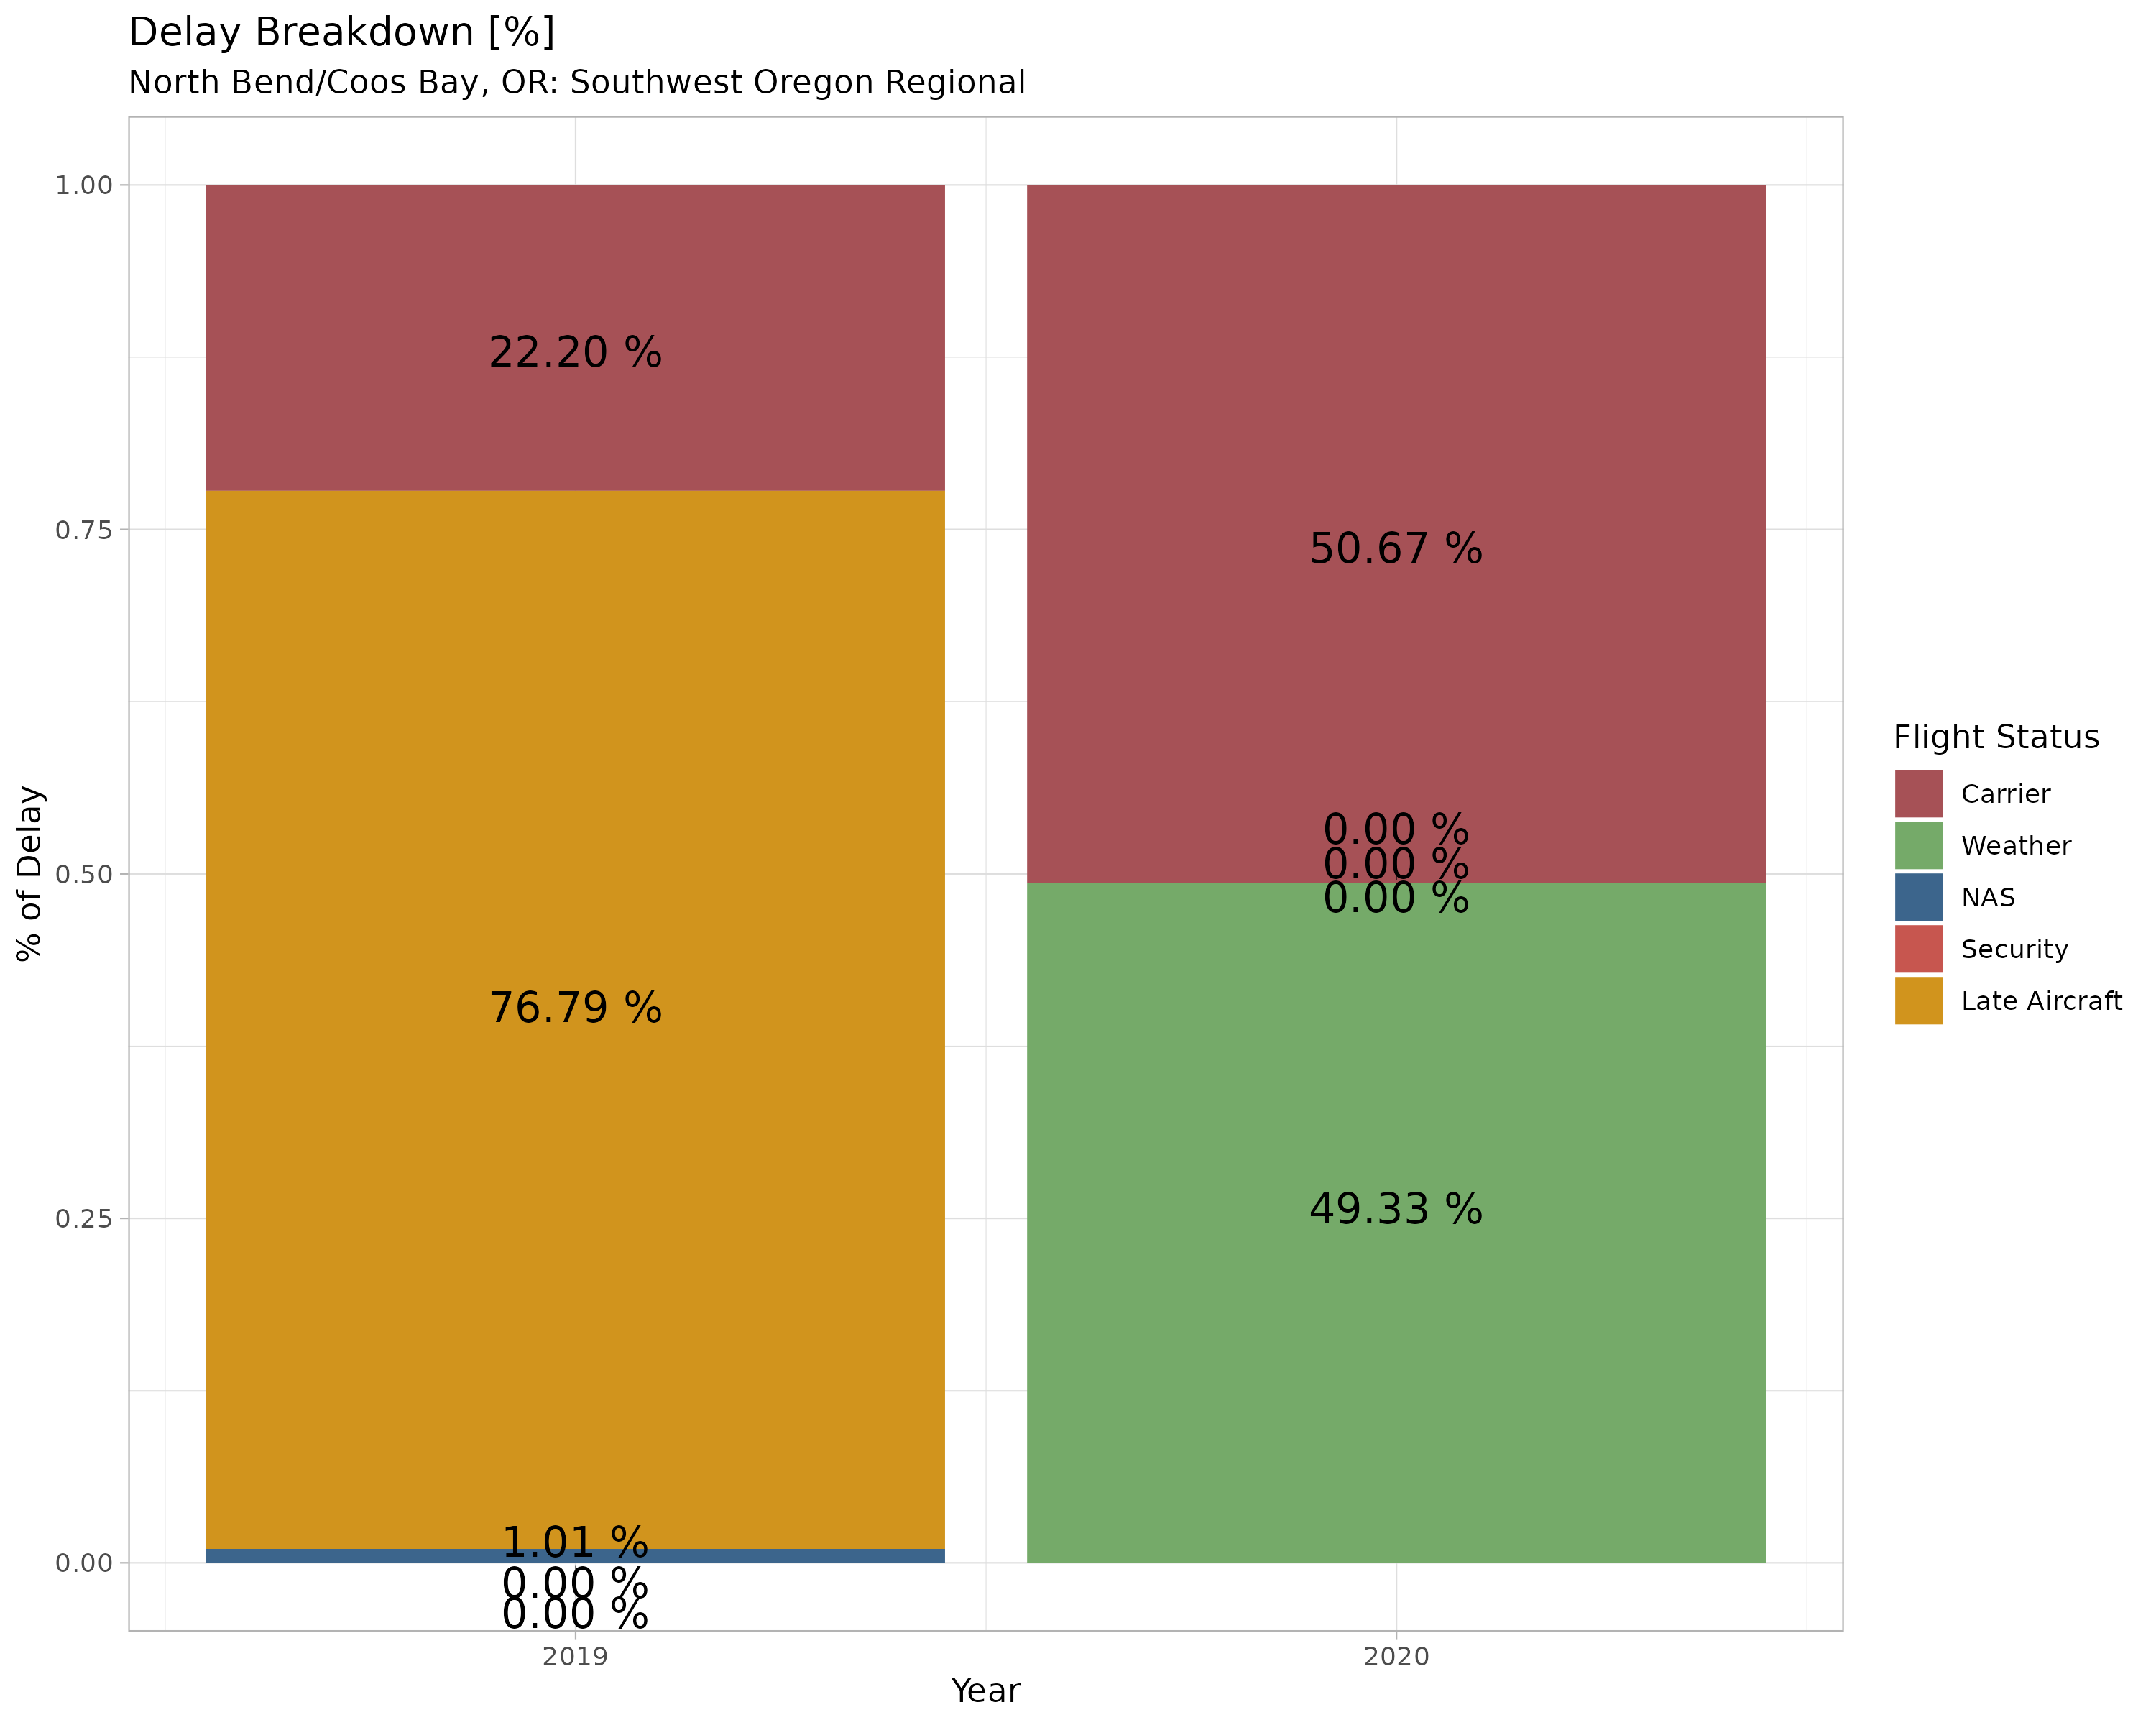 Delay Breakdown [%]
North Bend/Coos Bay, OR: Southwest Oregon Regional
% of Delay
1.00
0.75
0.50
0.25
0.00
22.20 %
76.79 %
1.01 %
0.00 %
0.00 %
50.67 %
0.00 %
0.00 %
0.00 %
49.33 %
2019
2020
Year
Flight Status
Carrier
Weather
NAS
Security
Late Aircraft